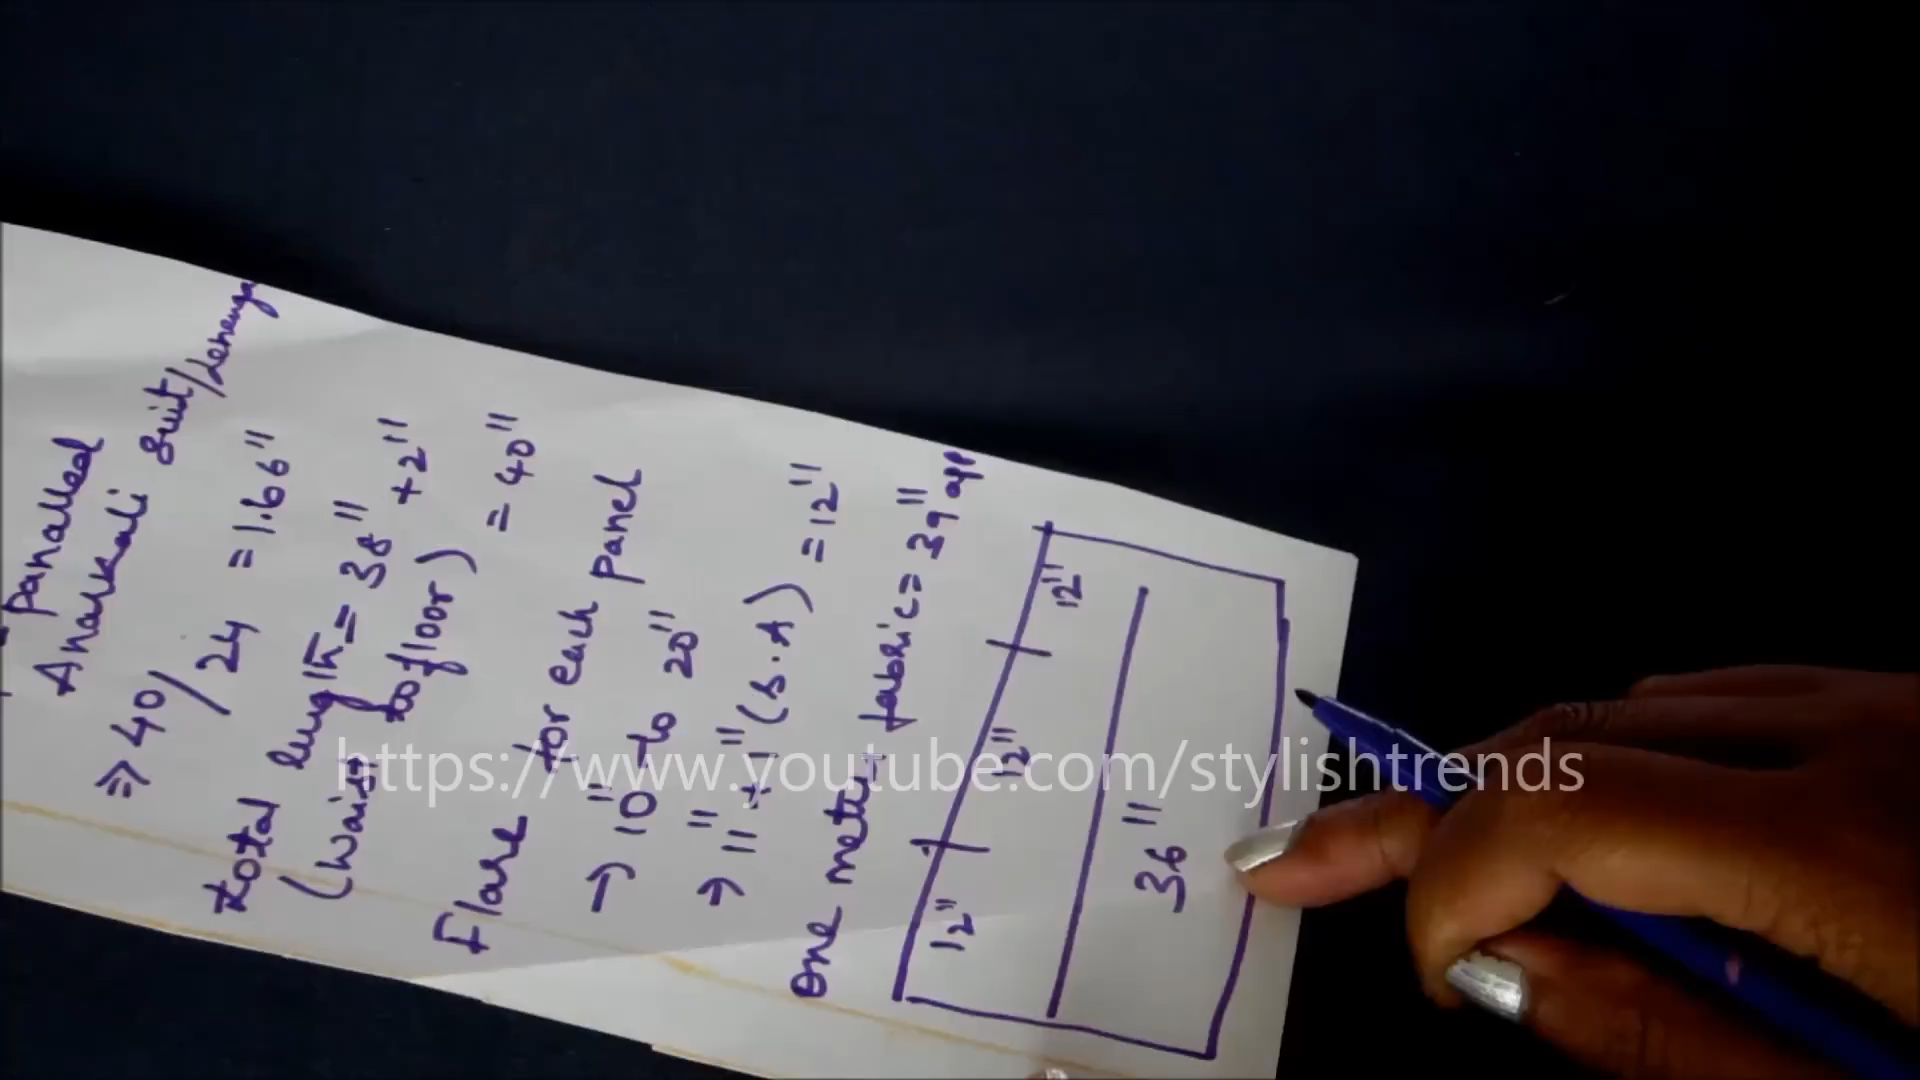 Panalled
Anarkali suit/Lehenga
⇒ 40/24 = 1.66"
total length = 38" +2"
(waist to floor) = 40"
Flare for each panel
→ 10" to 20"
→ 11" + 1" (S.A) = 12"
One meter fabric = 39" app
12" 12" 12"
36"
https://www.youtube.com/stylishtrends